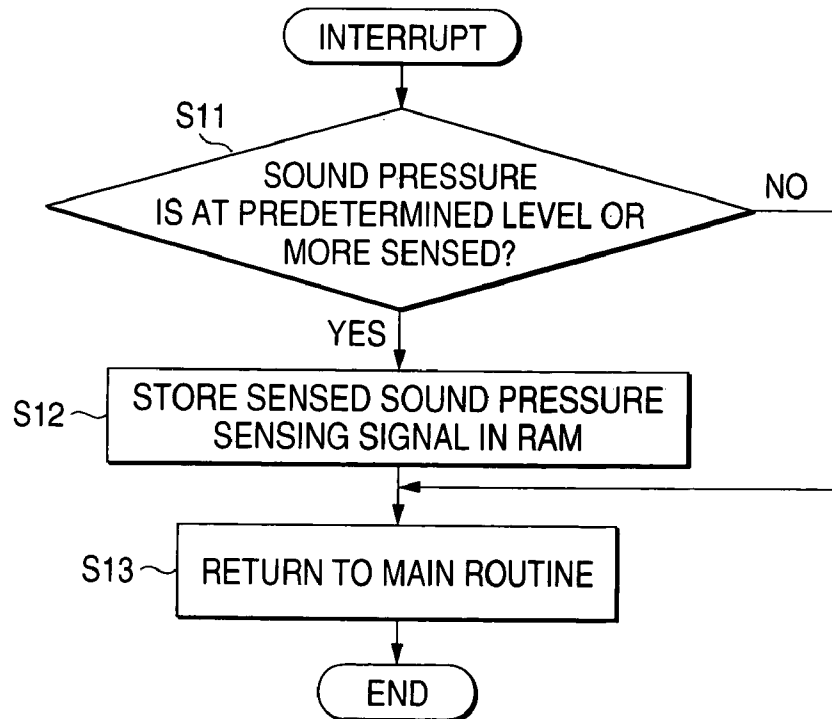 INTERRUPT
S11
SOUND PRESSURE
IS AT PREDETERMINED LEVEL OR
MORE SENSED?
NO
YES
S12
STORE SENSED SOUND PRESSURE
SENSING SIGNAL IN RAM
S13
RETURN TO MAIN ROUTINE
END